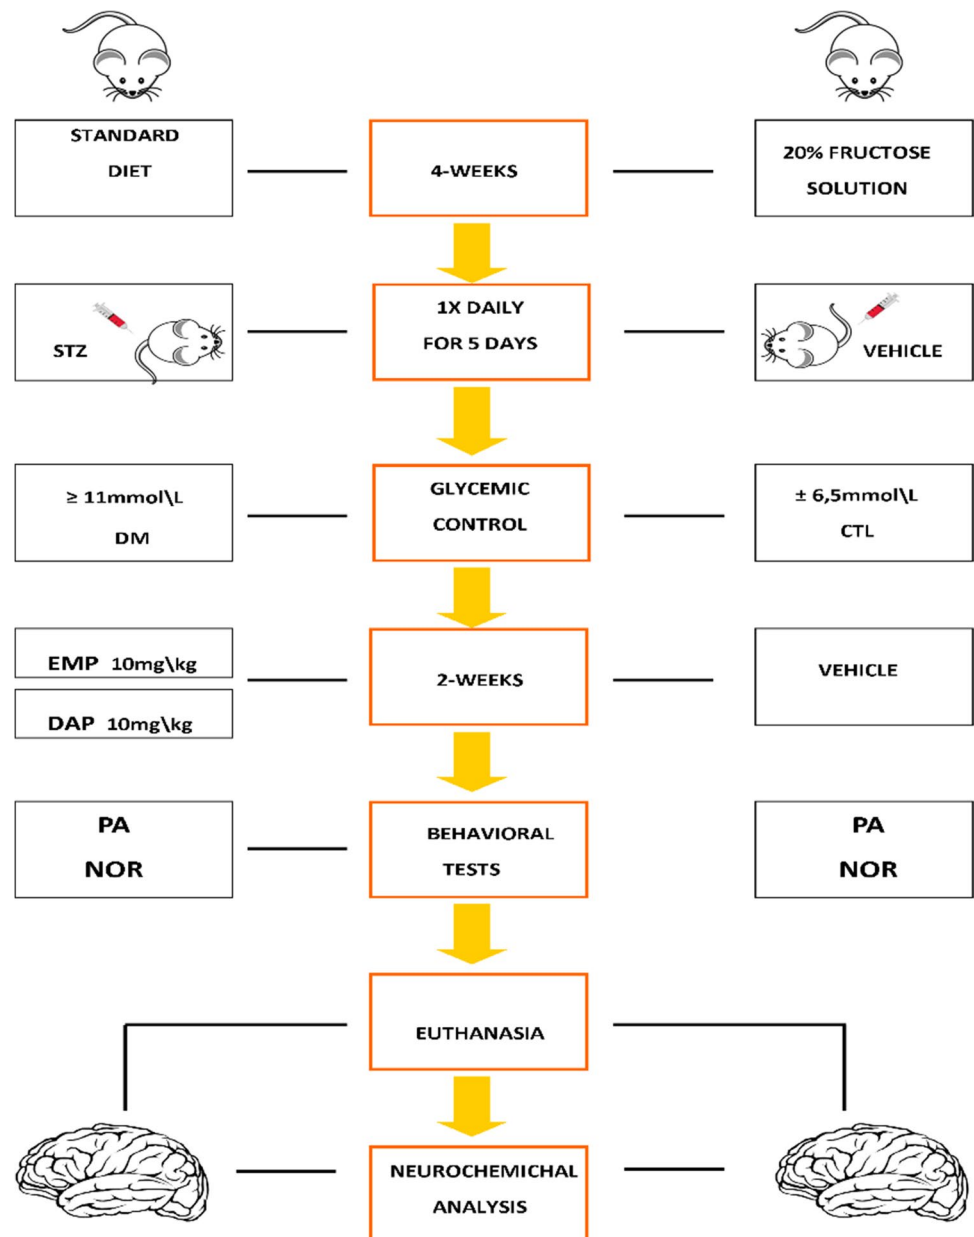 STANDARD
DIET
4-WEEKS
20% FRUCTOSE
SOLUTION
STZ
1X DAILY
FOR 5 DAYS
VEHICLE
≥ 11mmol\L
DM
GLYCEMIC
CONTROL
± 6,5mmol\L
CTL
EMP 10mg\kg
DAP 10mg\kg
2-WEEKS
VEHICLE
PA
NOR
BEHAVIORAL
TESTS
PA
NOR
EUTHANASIA
NEUROCHEMICHAL
ANALYSIS